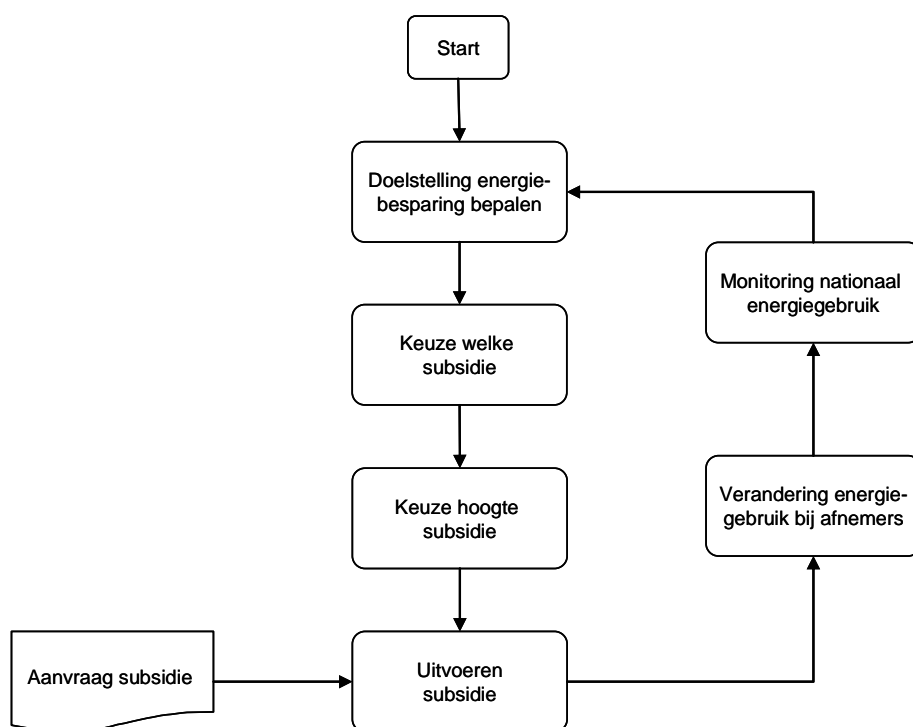 Start
Doelstelling energie-
besparing bepalen
Monitoring nationaal
energiegebruik
Keuze welke
subsidie
Keuze hoogte
subsidie
Verandering energie-
gebruik bij afnemers
Aanvraag subsidie
Uitvoeren
subsidie